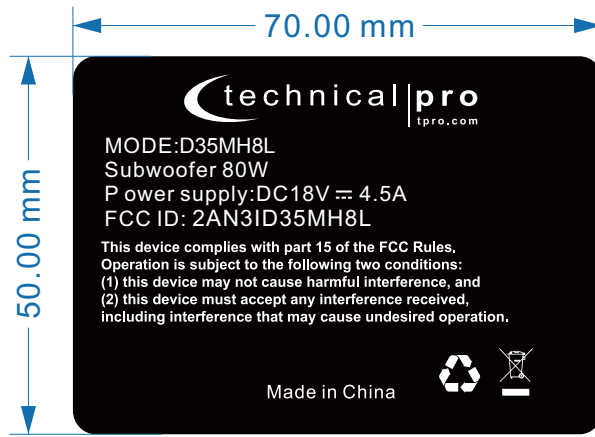 70.00 mm
50.00 mm
technical pro
tpro.com
MODE:D35MH8L
Subwoofer 80W
P ower supply:DC18V ⎓ 4.5A
FCC ID: 2AN3ID35MH8L
This device complies with part 15 of the FCC Rules.
Operation is subject to the following two conditions:
(1) this device may not cause harmful interference, and
(2) this device must accept any interference received,
including interference that may cause undesired operation.
Made in China